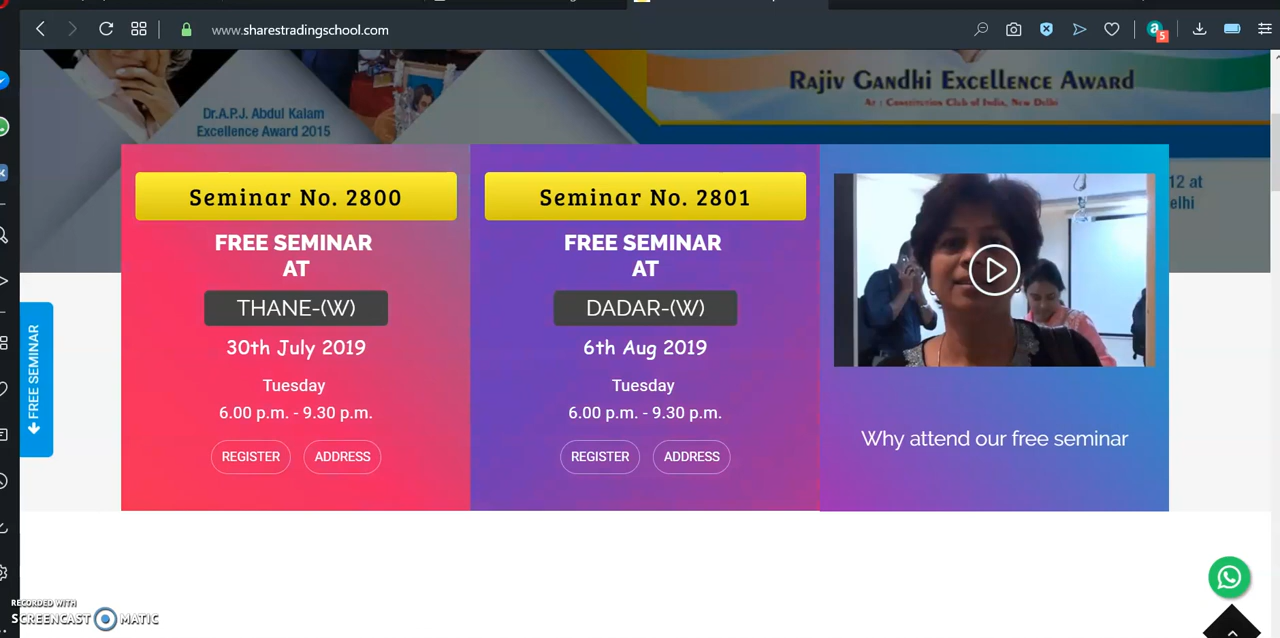 www.sharestradingschool.com
a
5
Dr.A.P.J. Abdul Kalam
Excellence Award 2015
Rajiv Gandhi Excellence Award
At : Constitution Club of India, New Delhi
12 at
elhi
Seminar No. 2800
FREE SEMINAR
AT
THANE-(W)
30th July 2019
Tuesday
6.00 p.m. - 9.30 p.m.
REGISTER
ADDRESS
Seminar No. 2801
FREE SEMINAR
AT
DADAR-(W)
6th Aug 2019
Tuesday
6.00 p.m. - 9.30 p.m.
REGISTER
ADDRESS
Why attend our free seminar
FREE SEMINAR
RECORDED WITH
SCREENCAST MATIC